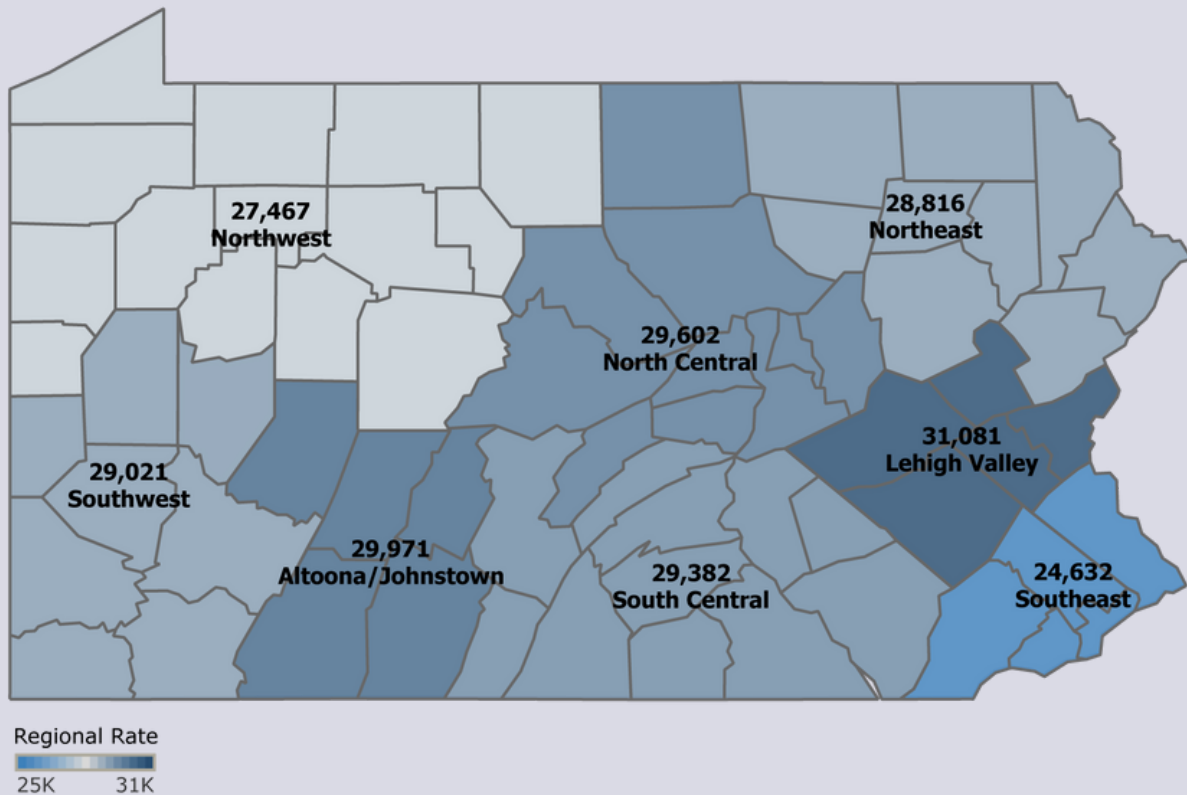 27,467
Northwest
28,816
Northeast
29,602
North Central
31,081
Lehigh Valley
29,021
Southwest
29,971
Altoona/Johnstown
29,382
South Central
24,632
Southeast
Regional Rate
25K 31K